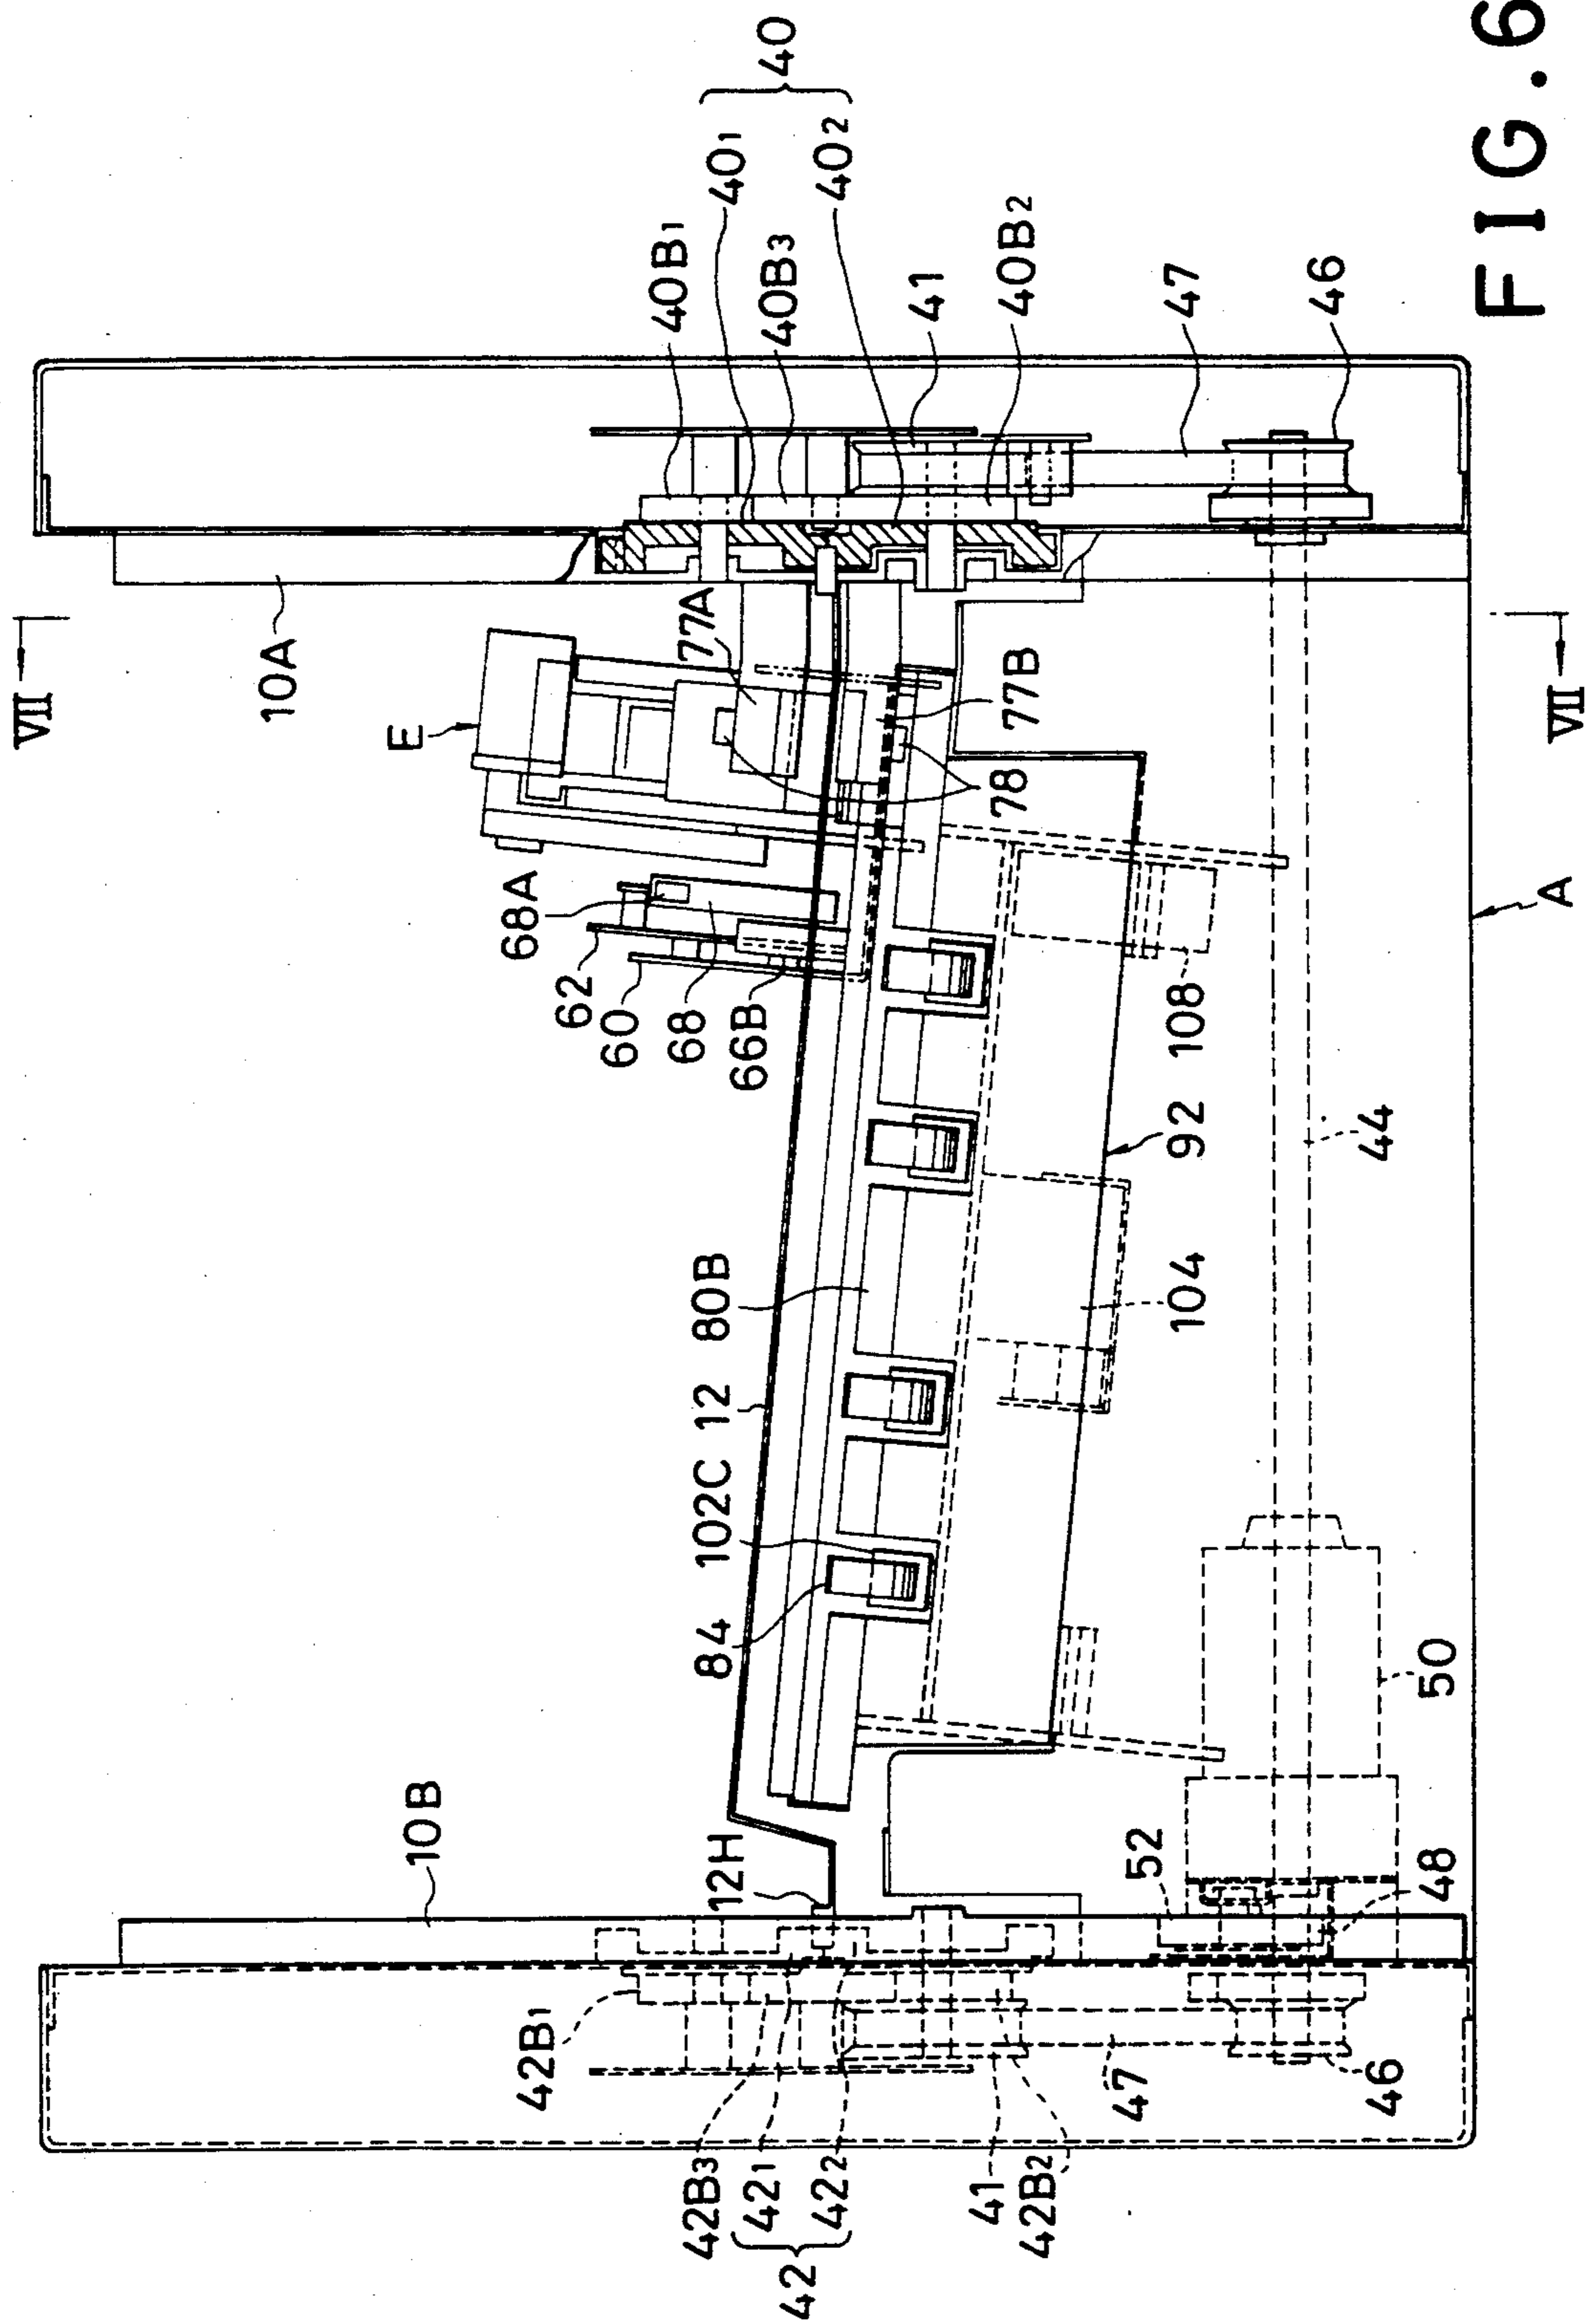 FIG. 6
40
40₁
40₂
40B₁
40B₃
41
40B₂
47
46
VII
10A
E
77A
77B
78
VII
68A
62
60
68
66B
108
A
92
44
80B
12
104
102C
84
50
10B
12H
52
48
42B₁
42B₃
42₁
42₂
42
41
42B₂
47
46